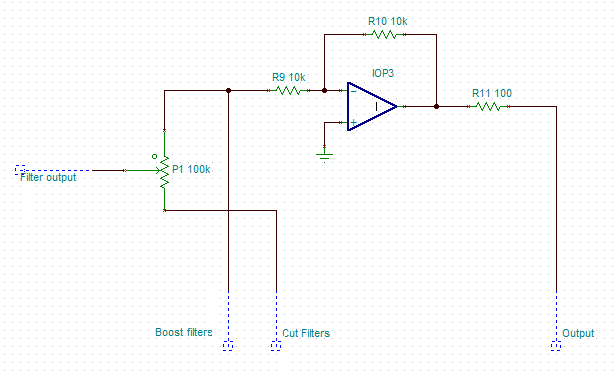 R10 10k
IOP3
R9 10k
R11 100
P1 100k
Filter output
Boost filters
Cut Filters
Output